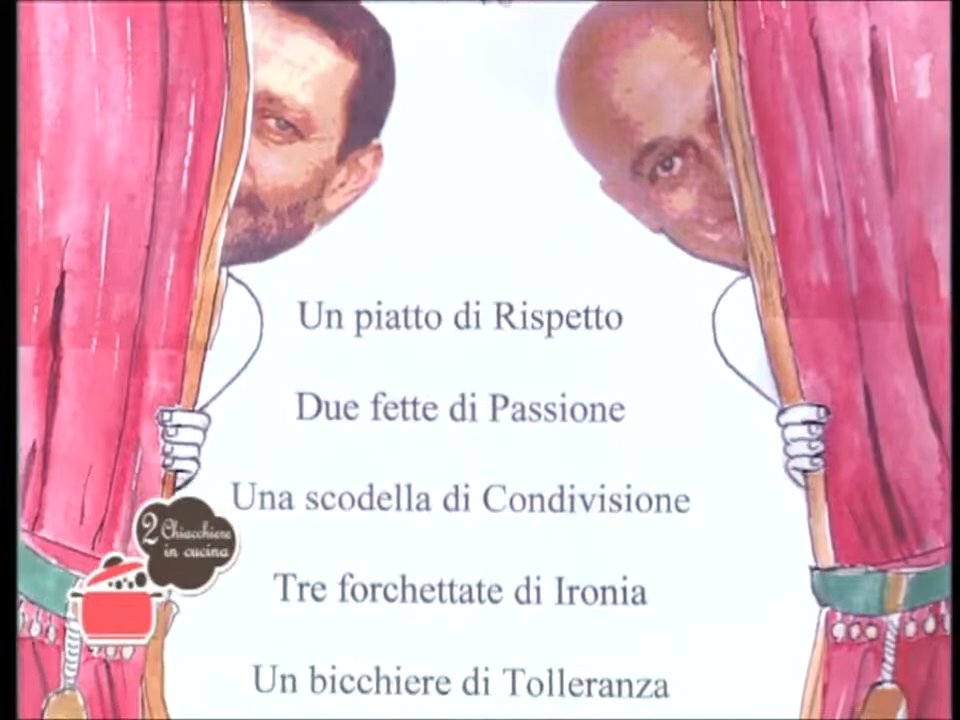 Un piatto di Rispetto
Due fette di Passione
Una scodella di Condivisione
Tre forchettate di Ironia
Un bicchiere di Tolleranza
2 Chiacchiere
in cucina